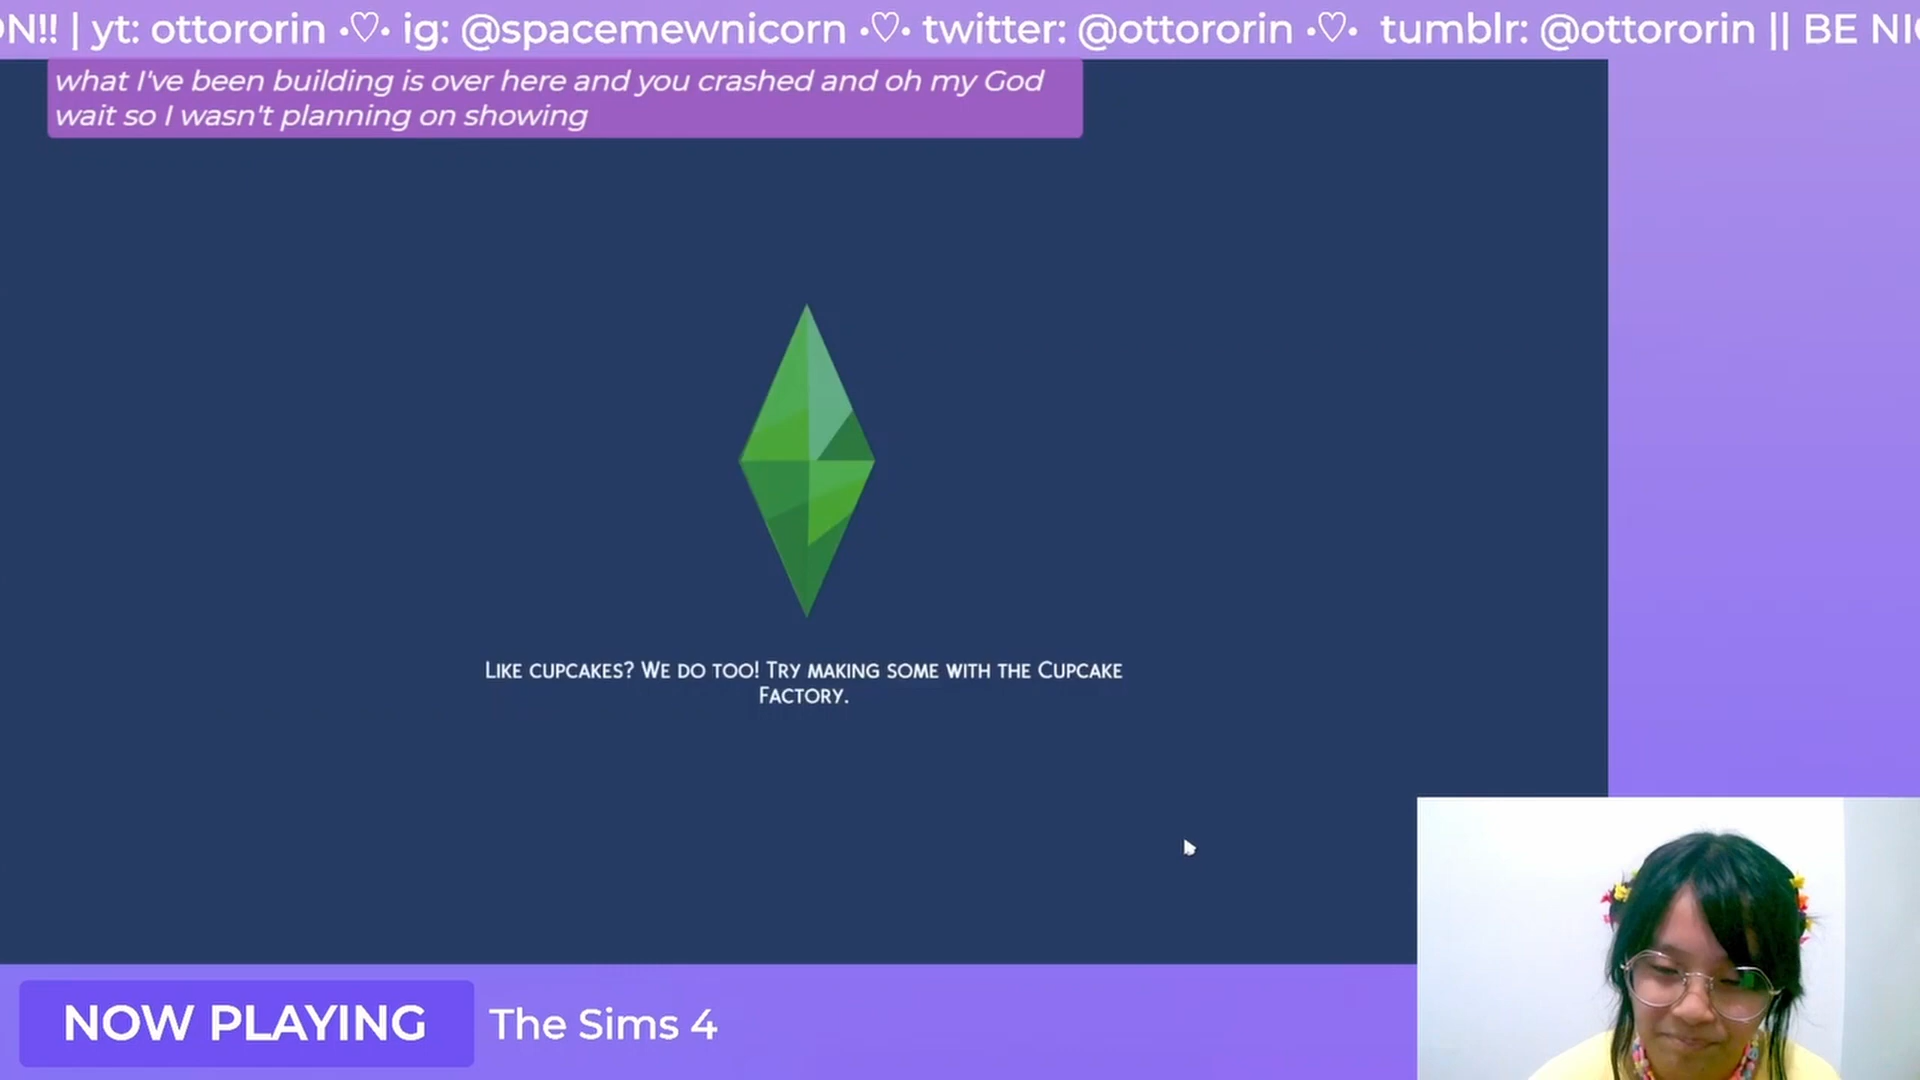 N!! | yt: ottororin •♡• ig: @spacemewnicorn •♡• twitter: @ottororin •♡• tumblr: @ottororin || BE NI
what I've been building is over here and you crashed and oh my God
wait so I wasn't planning on showing
LIKE CUPCAKES? WE DO TOO! TRY MAKING SOME WITH THE CUPCAKE
FACTORY.
NOW PLAYING The Sims 4